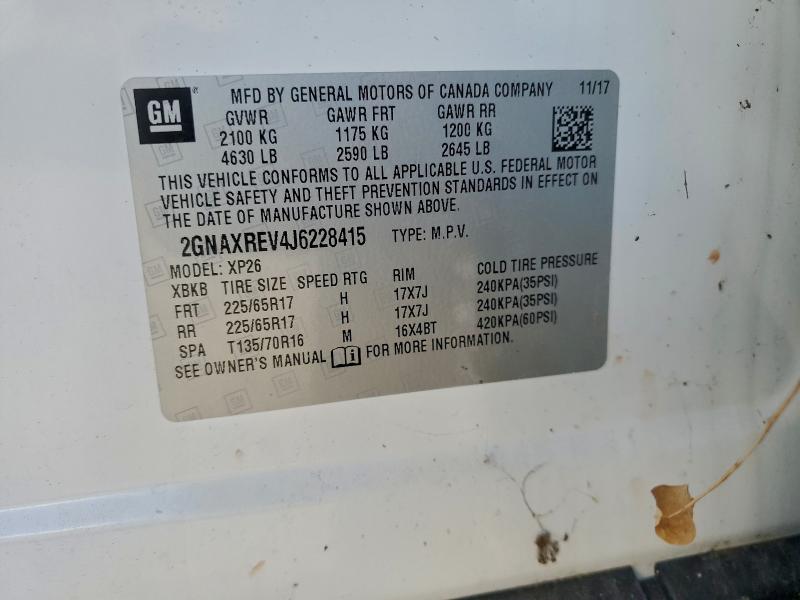 GM ® MFD BY GENERAL MOTORS OF CANADA COMPANY 11/17
GVWR GAWR FRT GAWR RR
2100 KG 1175 KG 1200 KG
4630 LB 2590 LB 2645 LB
THIS VEHICLE CONFORMS TO ALL APPLICABLE U.S. FEDERAL MOTOR
VEHICLE SAFETY AND THEFT PREVENTION STANDARDS IN EFFECT ON
THE DATE OF MANUFACTURE SHOWN ABOVE.
2GNAXREV4J6228415 TYPE: M.P.V.
MODEL: XP26
XBKB TIRE SIZE SPEED RTG RIM COLD TIRE PRESSURE
FRT 225/65R17 H 17X7J 240KPA(35PSI)
RR 225/65R17 H 17X7J 240KPA(35PSI)
SPA T135/70R16 M 16X4BT 420KPA(60PSI)
SEE OWNER'S MANUAL FOR MORE INFORMATION.